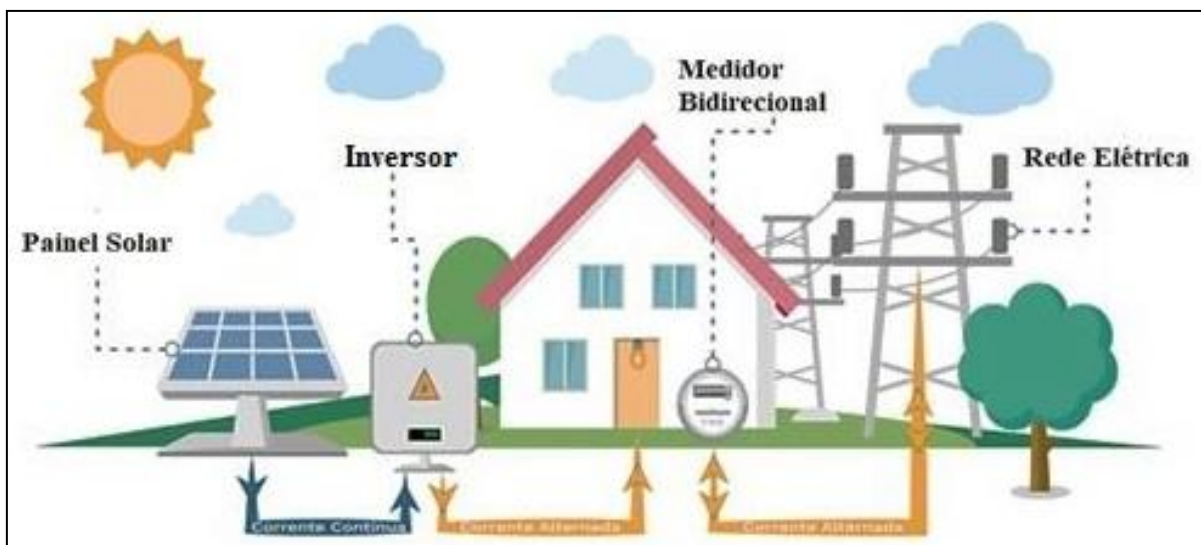 Medidor
Bidirecional
Inversor
Rede Elétrica
Painel Solar
Corrente Contínua
Corrente Alternada
Corrente Alternada